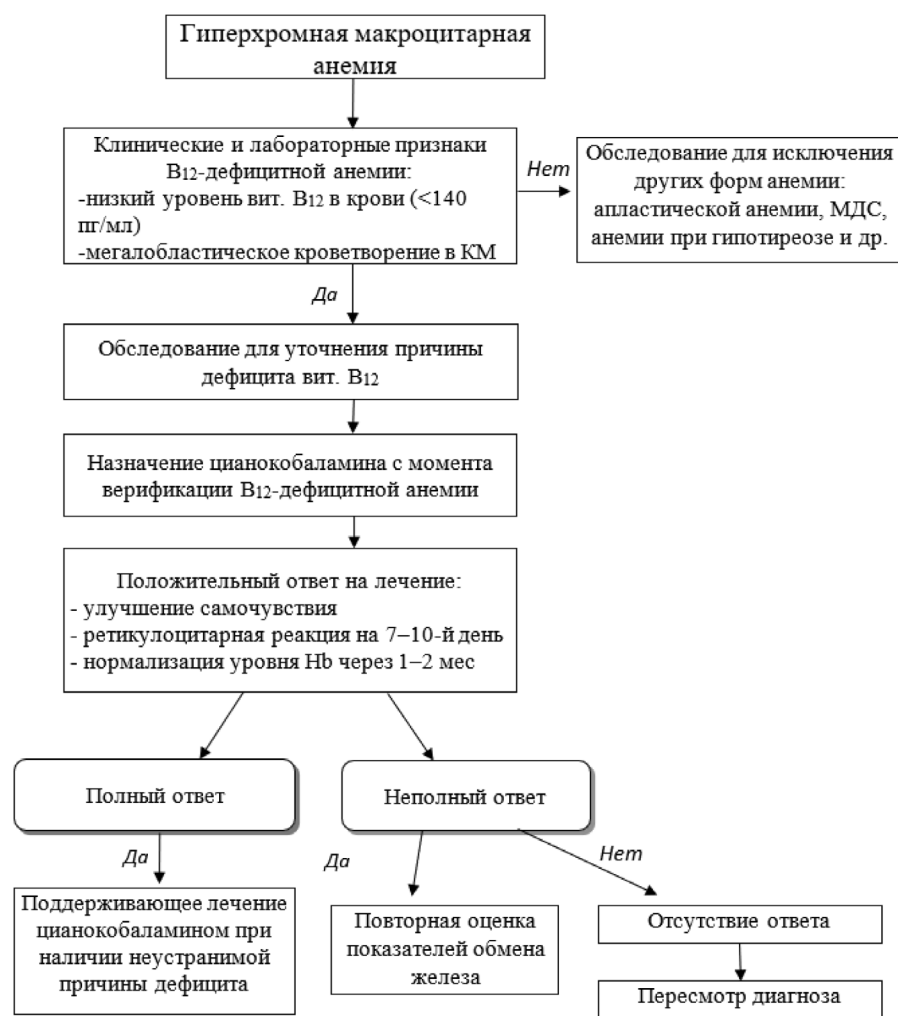 Гиперхромная макроцитарная
анемия
Клинические и лабораторные признаки
B12-дефицитной анемии:
-низкий уровень вит. B12 в крови (<140
пг/мл)
-мегалобластическое кроветворение в КМ
Нет
Обследование для исключения
других форм анемии:
апластической анемии, МДС,
анемии при гипотиреозе и др.
Да
Обследование для уточнения причины
дефицита вит. B12
Назначение цианокобаламина с момента
верификации B12-дефицитной анемии
Положительный ответ на лечение:
- улучшение самочувствия
- ретикулоцитарная реакция на 7–10-й день
- нормализация уровня Hb через 1–2 мес
Полный ответ
Неполный ответ
Да
Да
Нет
Поддерживающее лечение
цианокобаламином при
наличии неустранимой
причины дефицита
Повторная оценка
показателей обмена
железа
Отсутствие ответа
Пересмотр диагноза